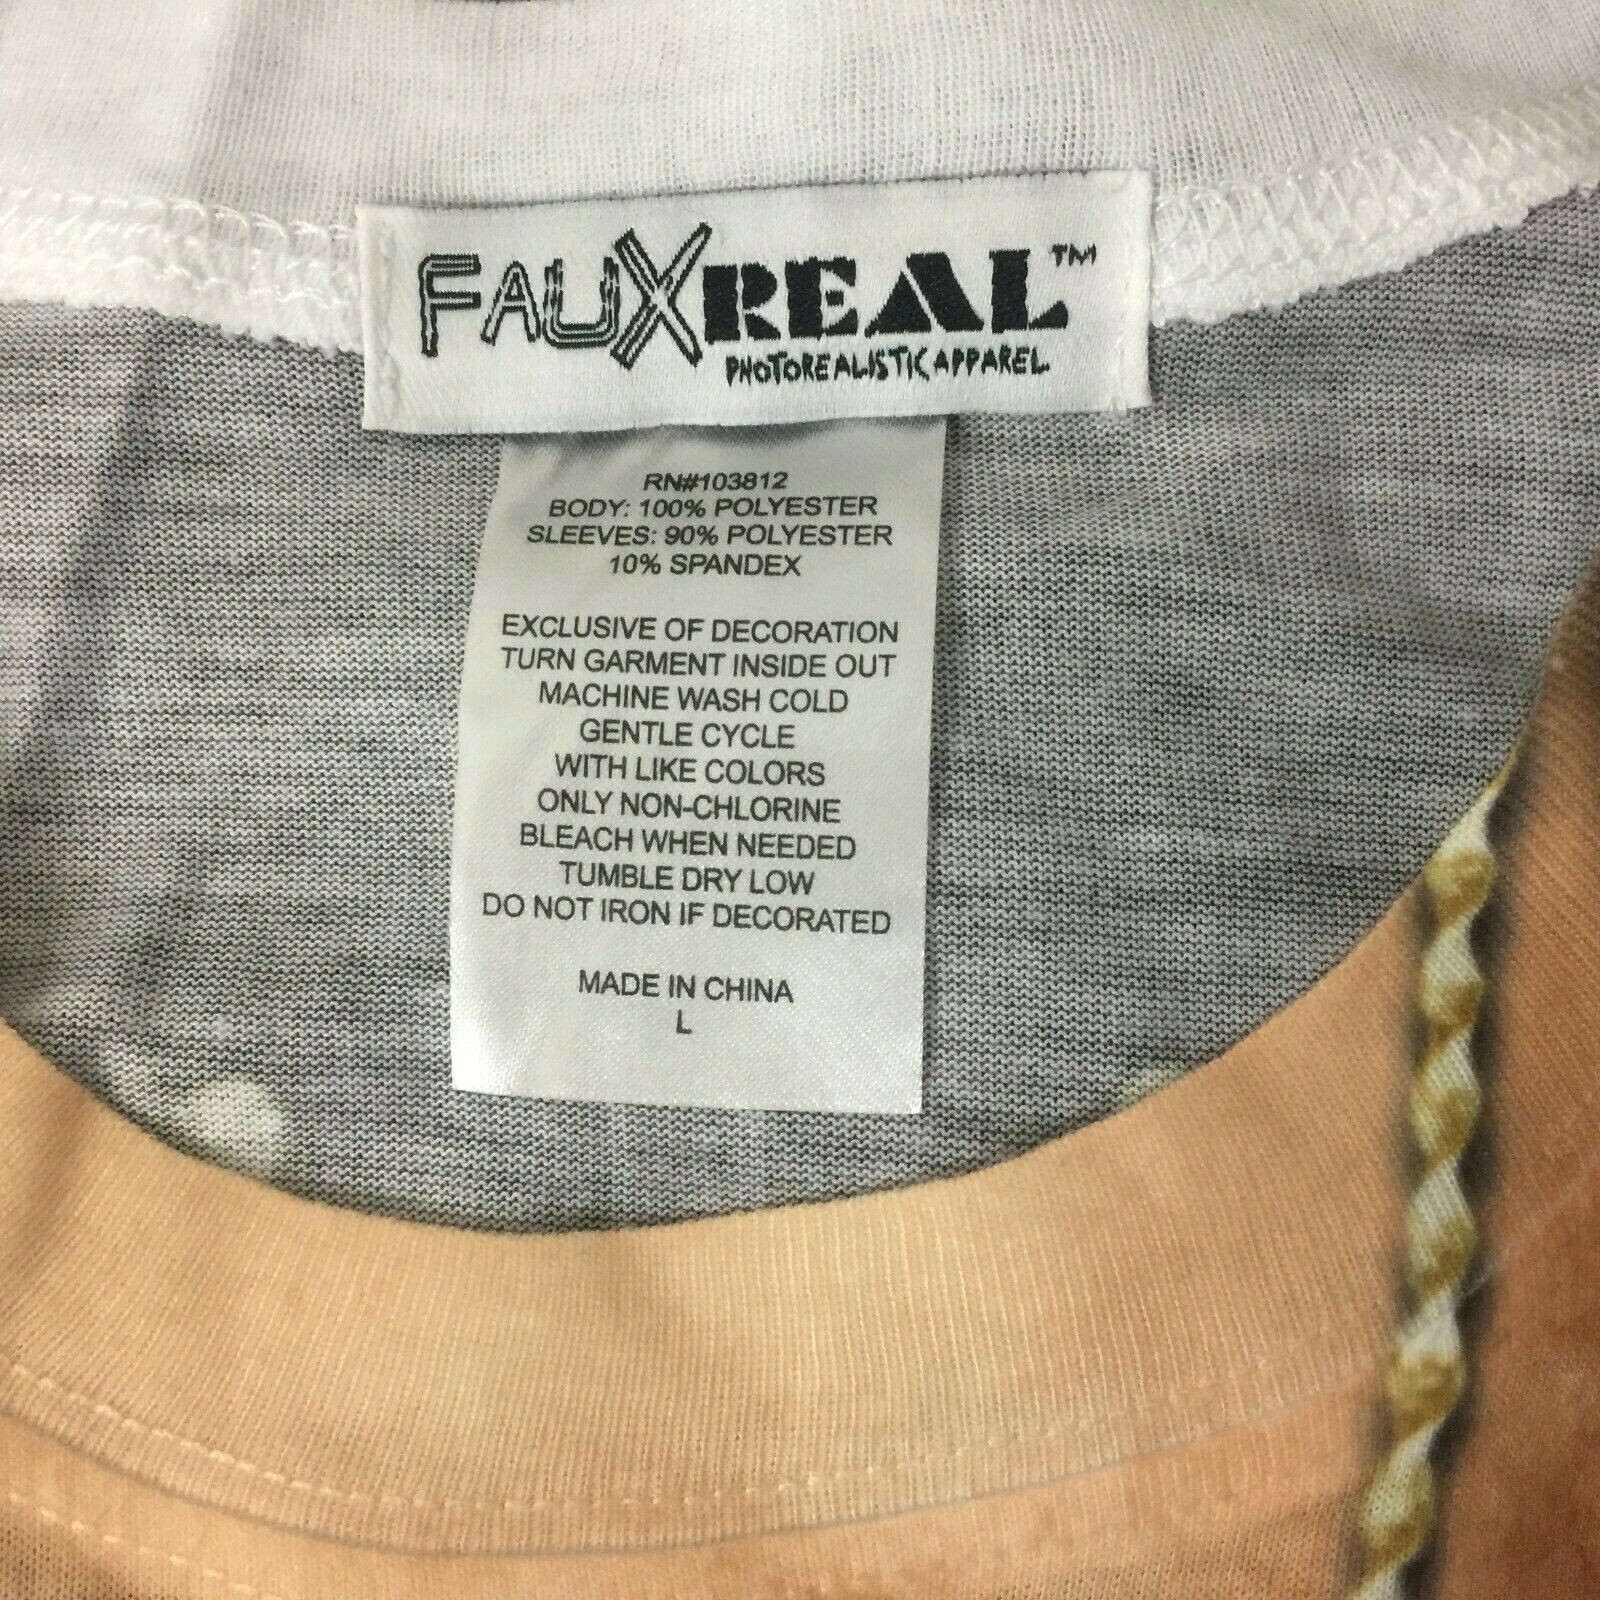 FAUXREAL™
PHOTOREALISTIC APPAREL
RN#103812
BODY: 100% POLYESTER
SLEEVES: 90% POLYESTER
10% SPANDEX
EXCLUSIVE OF DECORATION
TURN GARMENT INSIDE OUT
MACHINE WASH COLD
GENTLE CYCLE
WITH LIKE COLORS
ONLY NON-CHLORINE
BLEACH WHEN NEEDED
TUMBLE DRY LOW
DO NOT IRON IF DECORATED
MADE IN CHINA
L